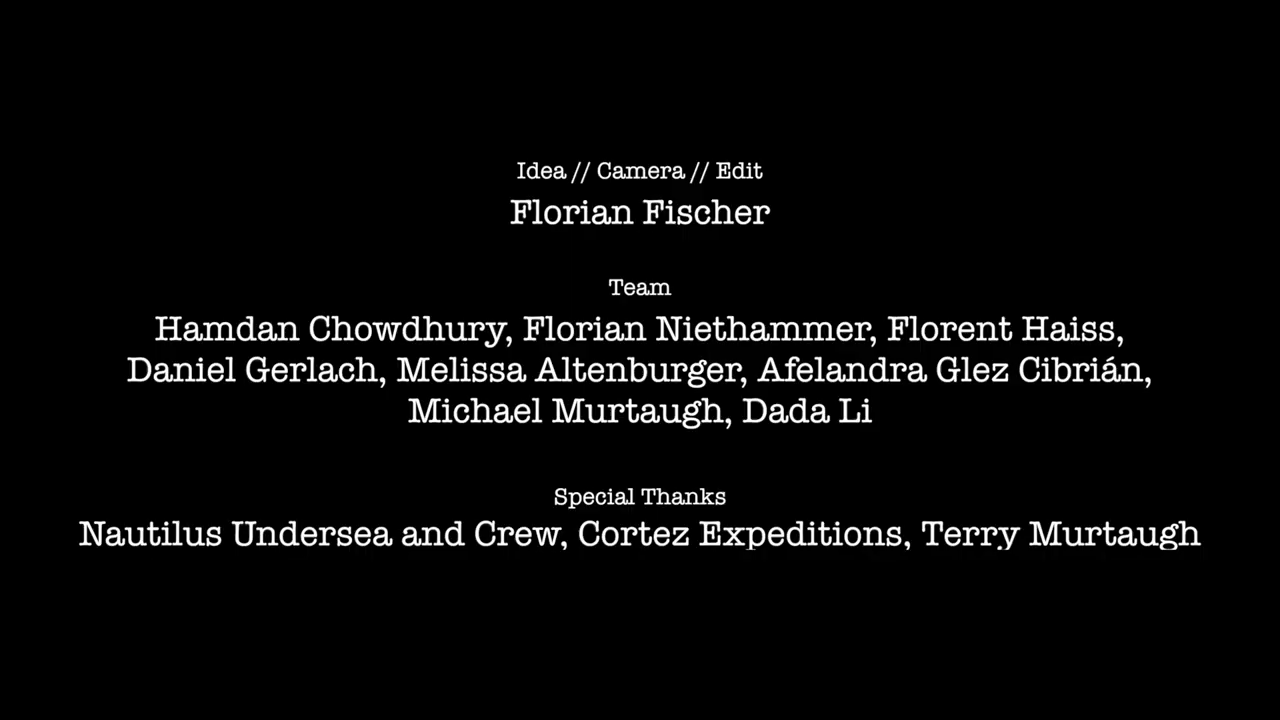 Idea // Camera // Edit
Florian Fischer
Team
Hamdan Chowdhury, Florian Niethammer, Florent Haiss,
Daniel Gerlach, Melissa Altenburger, Afelandra Glez Cibrián,
Michael Murtaugh, Dada Li
Special Thanks
Nautilus Undersea and Crew, Cortez Expeditions, Terry Murtaugh